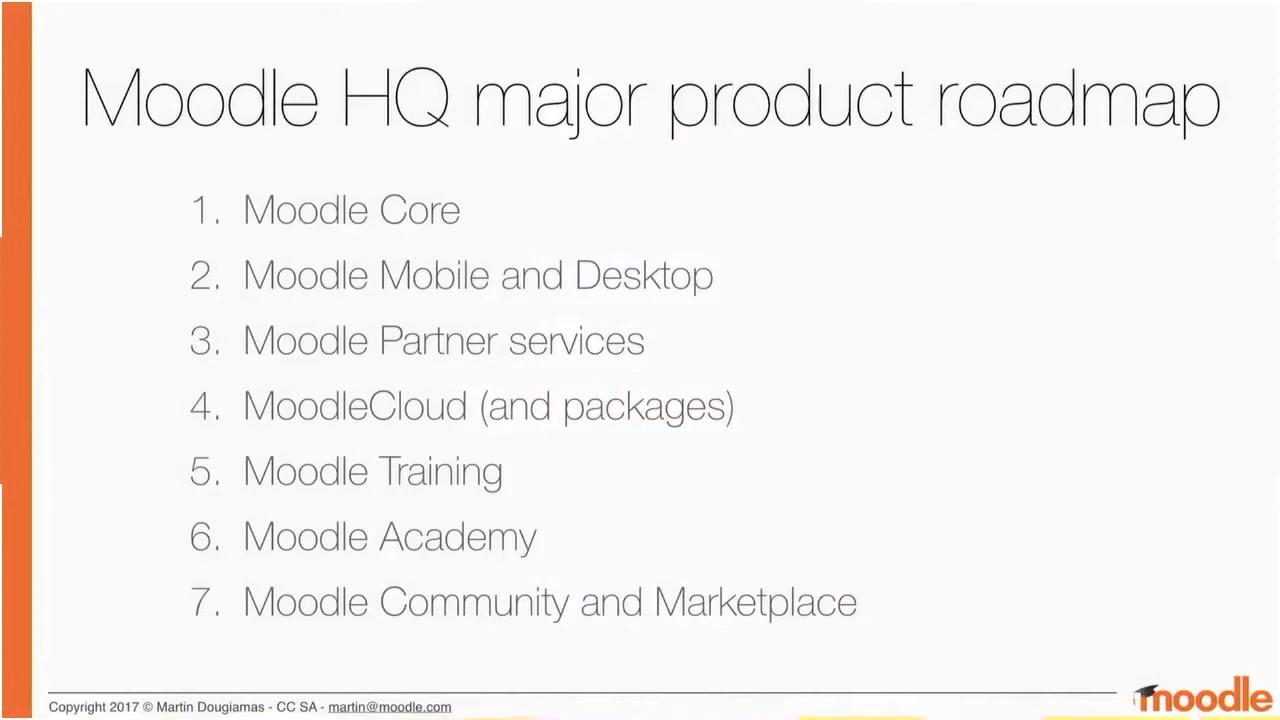 Moodle HQ major product roadmap
1. Moodle Core
2. Moodle Mobile and Desktop
3. Moodle Partner services
4. MoodleCloud (and packages)
5. Moodle Training
6. Moodle Academy
7. Moodle Community and Marketplace
Copyright 2017 © Martin Dougiamas - CC SA - martin@moodle.com
moodle